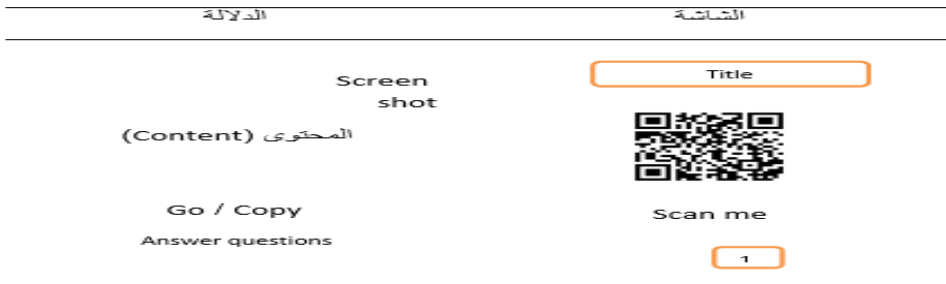 الشاشة الدلالة
Title
Screen
shot
المحتوى (Content)
Scan me
Go / Copy
Answer questions
1